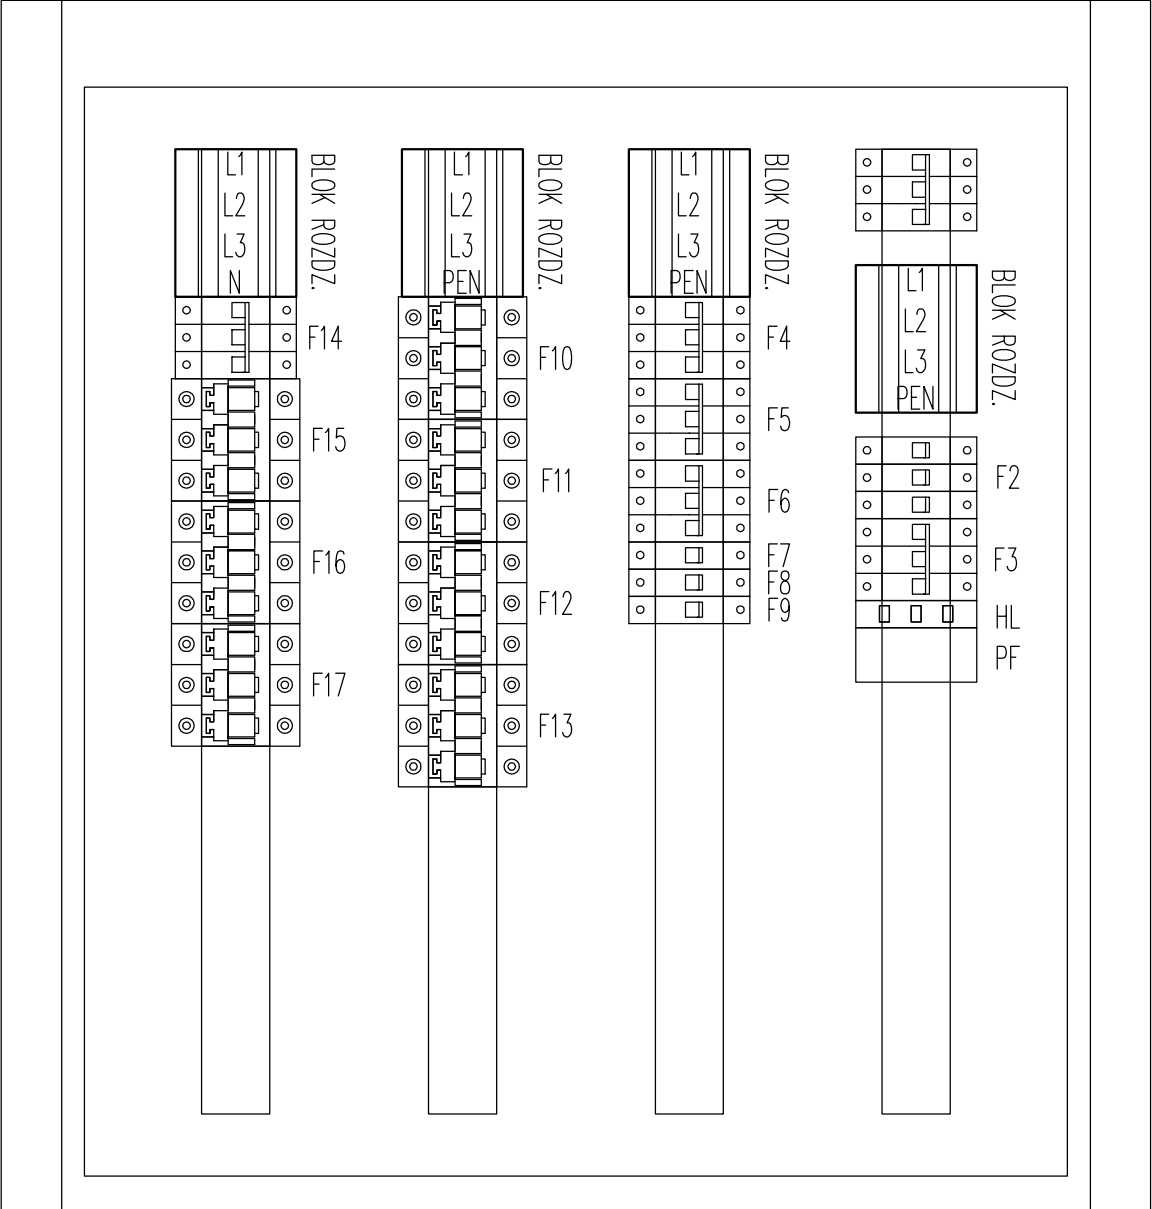 L1
L2
L3
N
BLOK ROZDZ.
F14
F15
F16
F17
L1
L2
L3
PEN
BLOK ROZDZ.
F10
F11
F12
F13
L1
L2
L3
PEN
BLOK ROZDZ.
F4
F5
F6
F7
F8
F9
L1
L2
L3
PEN
BLOK ROZDZ.
F2
F3
HL
PF